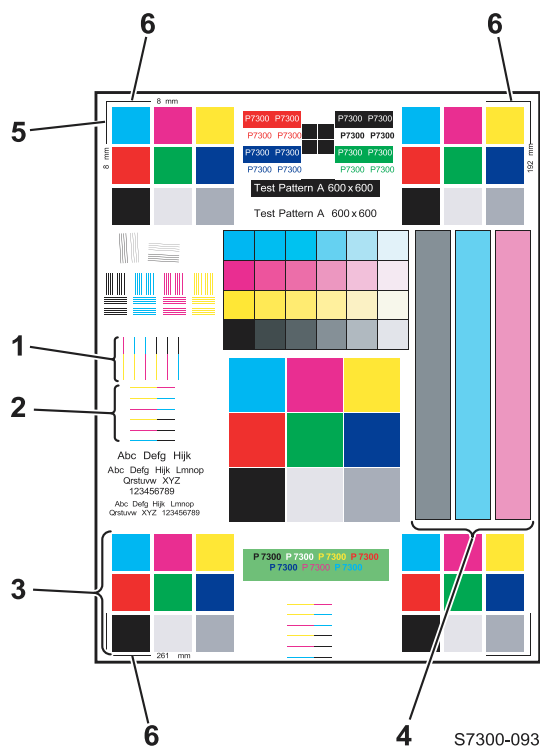 6 6
8 mm
5
8 mm
192 mm
P7300 P7300 P7300 P7300
P7300 P7300 P7300 P7300
P7300 P7300 P7300 P7300
P7300 P7300 P7300 P7300
Test Pattern A 600 x 600
Test Pattern A 600 x 600
1
2
Abc Defg Hijk
Abc Defg Hijk Lmnop
Qrstuvw XYZ
123456789
Abc Defg Hijk Lmnop
Qrstuvw XYZ 123456789
3
P 7300 P 7300 P 7300 P 7300
P 7300 P 7300 P 7300
261 mm
6
4
S7300-093